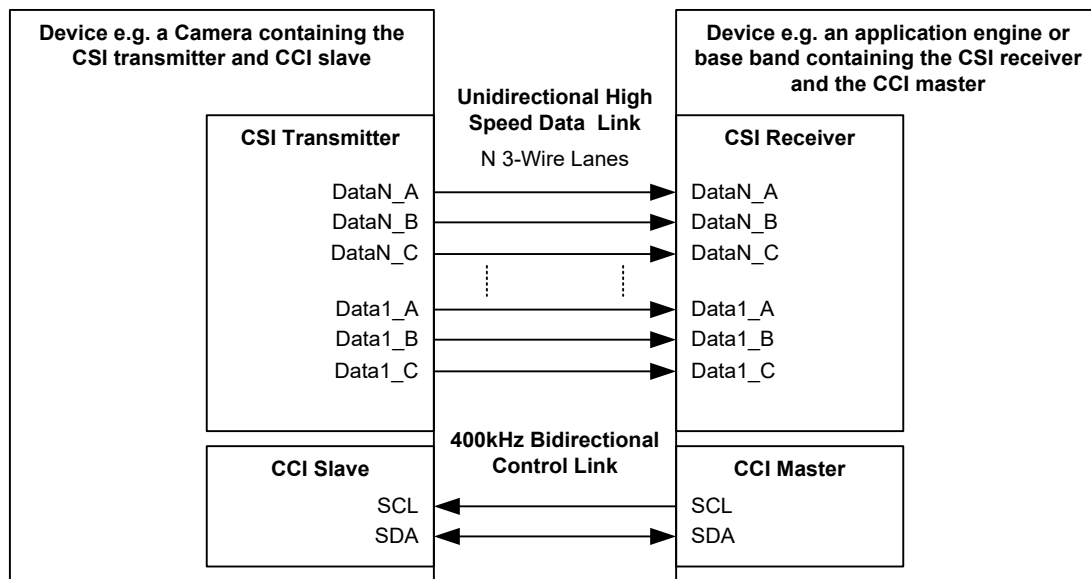 Device e.g. a Camera containing the
CSI transmitter and CCI slave
Device e.g. an application engine or
base band containing the CSI receiver
and the CCI master
Unidirectional High
Speed Data Link
N 3-Wire Lanes
CSI Transmitter
DataN_A
DataN_B
DataN_C
Data1_A
Data1_B
Data1_C
CSI Receiver
DataN_A
DataN_B
DataN_C
Data1_A
Data1_B
Data1_C
400kHz Bidirectional
Control Link
CCI Slave
SCL
SDA
CCI Master
SCL
SDA